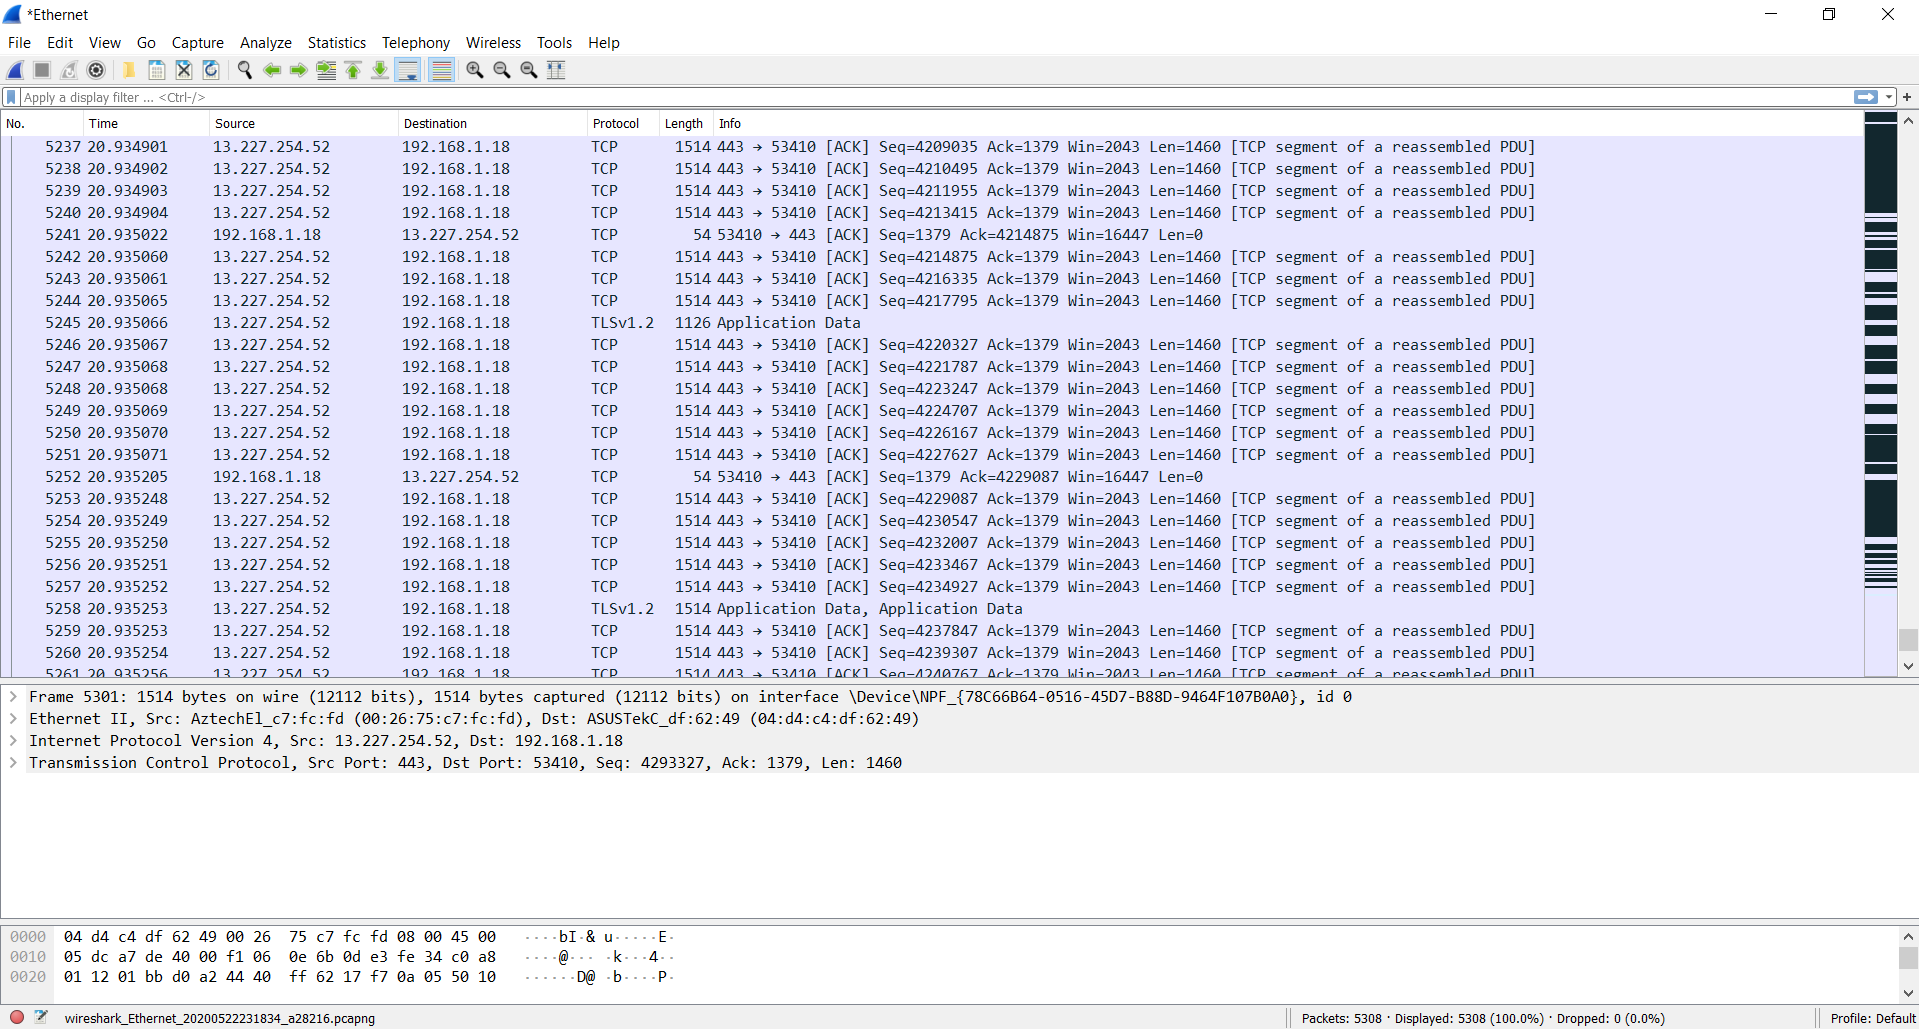 *Ethernet
File Edit View Go Capture Analyze Statistics Telephony Wireless Tools Help
Apply a display filter ... <Ctrl-/>
No. Time Source Destination Protocol Length Info
5237 20.934901 13.227.254.52 192.168.1.18 TCP 1514 443 → 53410 [ACK] Seq=4209035 Ack=1379 Win=2043 Len=1460 [TCP segment of a reassembled PDU]
5238 20.934902 13.227.254.52 192.168.1.18 TCP 1514 443 → 53410 [ACK] Seq=4210495 Ack=1379 Win=2043 Len=1460 [TCP segment of a reassembled PDU]
5239 20.934903 13.227.254.52 192.168.1.18 TCP 1514 443 → 53410 [ACK] Seq=4211955 Ack=1379 Win=2043 Len=1460 [TCP segment of a reassembled PDU]
5240 20.934904 13.227.254.52 192.168.1.18 TCP 1514 443 → 53410 [ACK] Seq=4213415 Ack=1379 Win=2043 Len=1460 [TCP segment of a reassembled PDU]
5241 20.935022 192.168.1.18 13.227.254.52 TCP 54 53410 → 443 [ACK] Seq=1379 Ack=4214875 Win=16447 Len=0
5242 20.935060 13.227.254.52 192.168.1.18 TCP 1514 443 → 53410 [ACK] Seq=4214875 Ack=1379 Win=2043 Len=1460 [TCP segment of a reassembled PDU]
5243 20.935061 13.227.254.52 192.168.1.18 TCP 1514 443 → 53410 [ACK] Seq=4216335 Ack=1379 Win=2043 Len=1460 [TCP segment of a reassembled PDU]
5244 20.935065 13.227.254.52 192.168.1.18 TCP 1514 443 → 53410 [ACK] Seq=4217795 Ack=1379 Win=2043 Len=1460 [TCP segment of a reassembled PDU]
5245 20.935066 13.227.254.52 192.168.1.18 TLSv1.2 1126 Application Data
5246 20.935067 13.227.254.52 192.168.1.18 TCP 1514 443 → 53410 [ACK] Seq=4220327 Ack=1379 Win=2043 Len=1460 [TCP segment of a reassembled PDU]
5247 20.935068 13.227.254.52 192.168.1.18 TCP 1514 443 → 53410 [ACK] Seq=4221787 Ack=1379 Win=2043 Len=1460 [TCP segment of a reassembled PDU]
5248 20.935068 13.227.254.52 192.168.1.18 TCP 1514 443 → 53410 [ACK] Seq=4223247 Ack=1379 Win=2043 Len=1460 [TCP segment of a reassembled PDU]
5249 20.935069 13.227.254.52 192.168.1.18 TCP 1514 443 → 53410 [ACK] Seq=4224707 Ack=1379 Win=2043 Len=1460 [TCP segment of a reassembled PDU]
5250 20.935070 13.227.254.52 192.168.1.18 TCP 1514 443 → 53410 [ACK] Seq=4226167 Ack=1379 Win=2043 Len=1460 [TCP segment of a reassembled PDU]
5251 20.935071 13.227.254.52 192.168.1.18 TCP 1514 443 → 53410 [ACK] Seq=4227627 Ack=1379 Win=2043 Len=1460 [TCP segment of a reassembled PDU]
5252 20.935205 192.168.1.18 13.227.254.52 TCP 54 53410 → 443 [ACK] Seq=1379 Ack=4229087 Win=16447 Len=0
5253 20.935248 13.227.254.52 192.168.1.18 TCP 1514 443 → 53410 [ACK] Seq=4229087 Ack=1379 Win=2043 Len=1460 [TCP segment of a reassembled PDU]
5254 20.935249 13.227.254.52 192.168.1.18 TCP 1514 443 → 53410 [ACK] Seq=4230547 Ack=1379 Win=2043 Len=1460 [TCP segment of a reassembled PDU]
5255 20.935250 13.227.254.52 192.168.1.18 TCP 1514 443 → 53410 [ACK] Seq=4232007 Ack=1379 Win=2043 Len=1460 [TCP segment of a reassembled PDU]
5256 20.935251 13.227.254.52 192.168.1.18 TCP 1514 443 → 53410 [ACK] Seq=4233467 Ack=1379 Win=2043 Len=1460 [TCP segment of a reassembled PDU]
5257 20.935252 13.227.254.52 192.168.1.18 TCP 1514 443 → 53410 [ACK] Seq=4234927 Ack=1379 Win=2043 Len=1460 [TCP segment of a reassembled PDU]
5258 20.935253 13.227.254.52 192.168.1.18 TLSv1.2 1514 Application Data, Application Data
5259 20.935253 13.227.254.52 192.168.1.18 TCP 1514 443 → 53410 [ACK] Seq=4237847 Ack=1379 Win=2043 Len=1460 [TCP segment of a reassembled PDU]
5260 20.935254 13.227.254.52 192.168.1.18 TCP 1514 443 → 53410 [ACK] Seq=4239307 Ack=1379 Win=2043 Len=1460 [TCP segment of a reassembled PDU]
5261 20.935256 13.227.254.52 192.168.1.18 TCP 1514 443 → 53410 [ACK] Seq=4240767 Ack=1379 Win=2043 Len=1460 [TCP segment of a reassembled PDU]
Frame 5301: 1514 bytes on wire (12112 bits), 1514 bytes captured (12112 bits) on interface \Device\NPF_{78C66B64-0516-45D7-B88D-9464F107B0A0}, id 0
Ethernet II, Src: AztechEl_c7:fc:fd (00:26:75:c7:fc:fd), Dst: ASUSTekC_df:62:49 (04:d4:c4:df:62:49)
Internet Protocol Version 4, Src: 13.227.254.52, Dst: 192.168.1.18
Transmission Control Protocol, Src Port: 443, Dst Port: 53410, Seq: 4293327, Ack: 1379, Len: 1460
0000 04 d4 c4 df 62 49 00 26 75 c7 fc fd 08 00 45 00 ····bI·& u·····E·
0010 05 dc a7 de 40 00 f1 06 0e 6b 0d e3 fe 34 c0 a8 ····@··· ·k···4··
0020 01 12 01 bb d0 a2 44 40 ff 62 17 f7 0a 05 50 10 ······D@ ·b····P·
wireshark_Ethernet_20200522231834_a28216.pcapng
Packets: 5308 · Displayed: 5308 (100.0%) · Dropped: 0 (0.0%)
Profile: Default